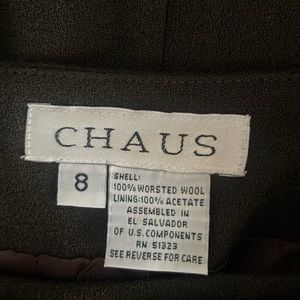 CHAUS
8
SHELL:
100% WORSTED WOOL
LINING: 100% ACETATE
ASSEMBLED IN
EL SALVADOR
OF U.S. COMPONENTS
RN 51323
SEE REVERSE FOR CARE